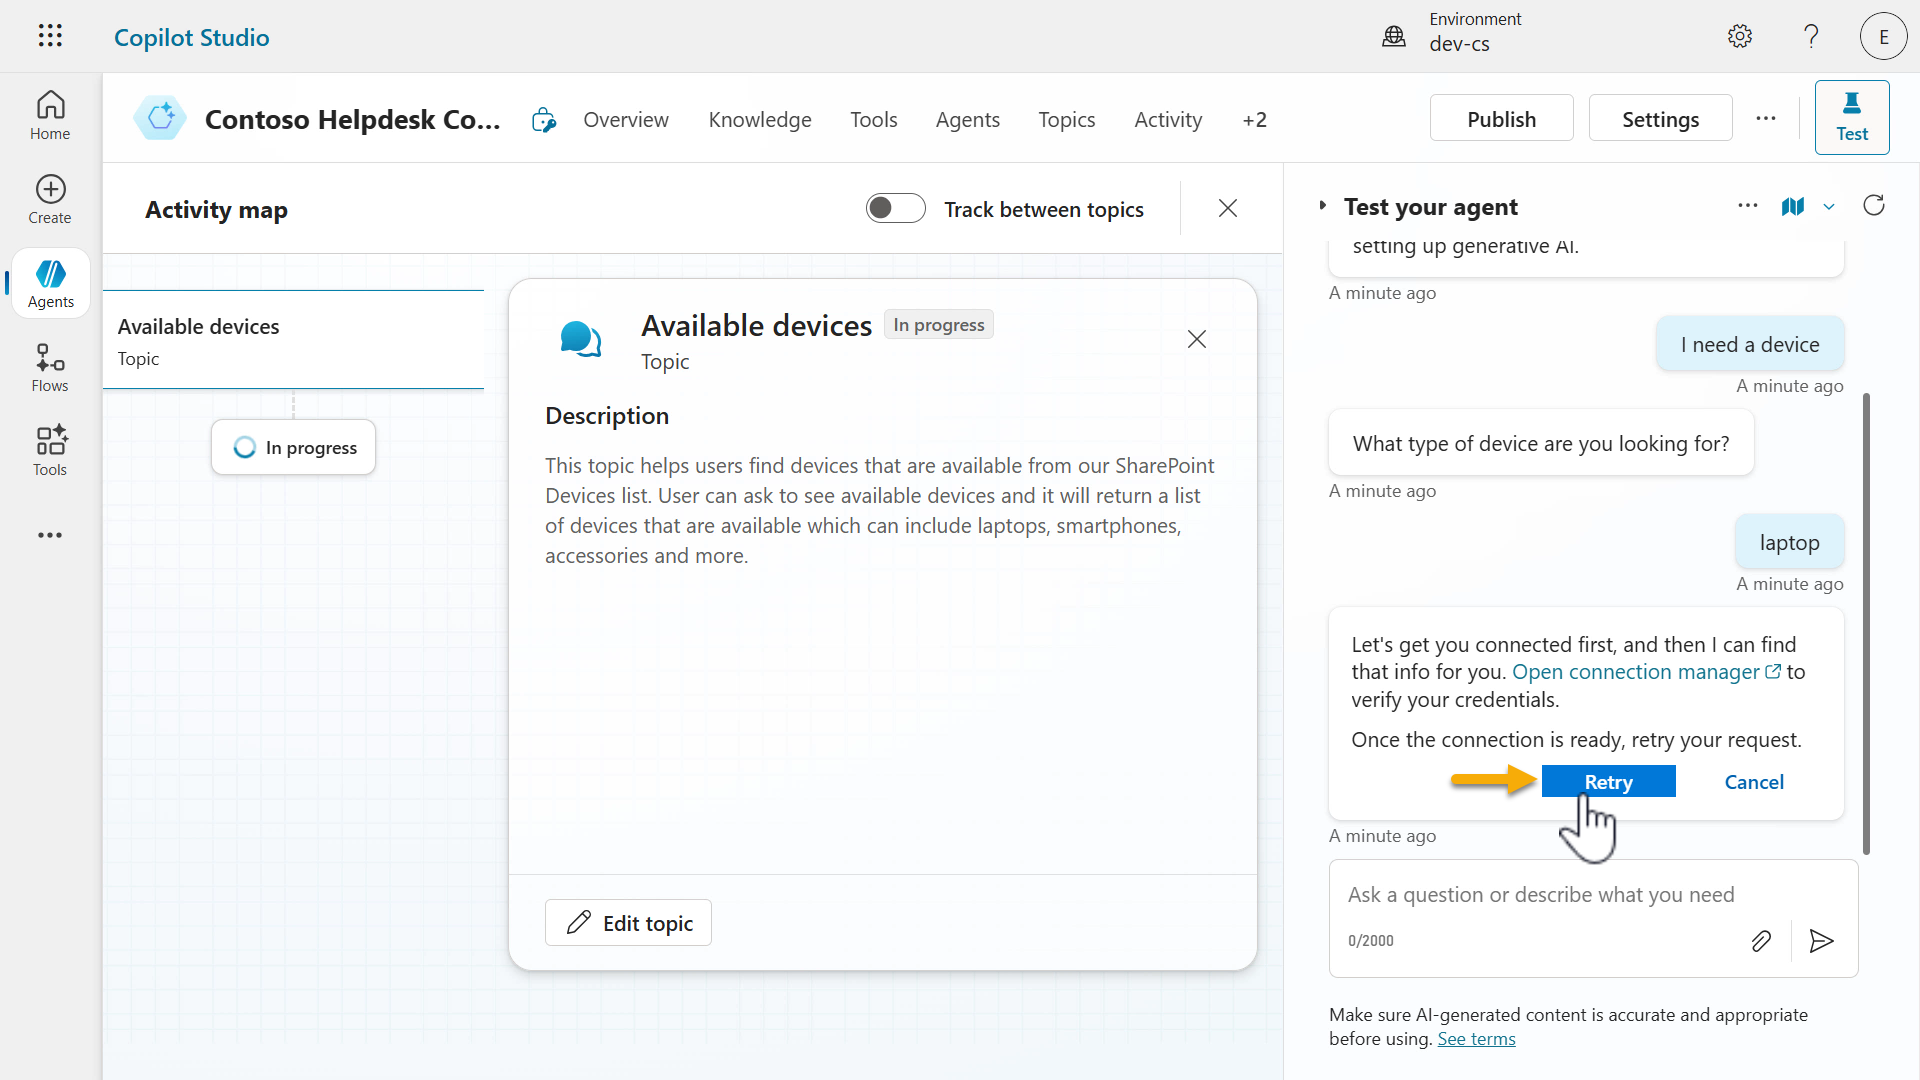 Copilot Studio
Environment
dev-cs
E
Home
Create
Agents
Flows
Tools
Contoso Helpdesk Co...
Overview
Knowledge
Tools
Agents
Topics
Activity
+2
Publish
Settings
Test
Activity map
Track between topics
Available devices
Topic
In progress
Available devices
In progress
Topic
Description
This topic helps users find devices that are available from our SharePoint
Devices list. User can ask to see available devices and it will return a list
of devices that are available which can include laptops, smartphones,
accessories and more.
Edit topic
Test your agent
setting up generative AI.
A minute ago
I need a device
A minute ago
What type of device are you looking for?
A minute ago
laptop
A minute ago
Let's get you connected first, and then I can find
that info for you. Open connection manager to
verify your credentials.
Once the connection is ready, retry your request.
Retry
Cancel
A minute ago
Ask a question or describe what you need
0/2000
Make sure AI-generated content is accurate and appropriate
before using. See terms